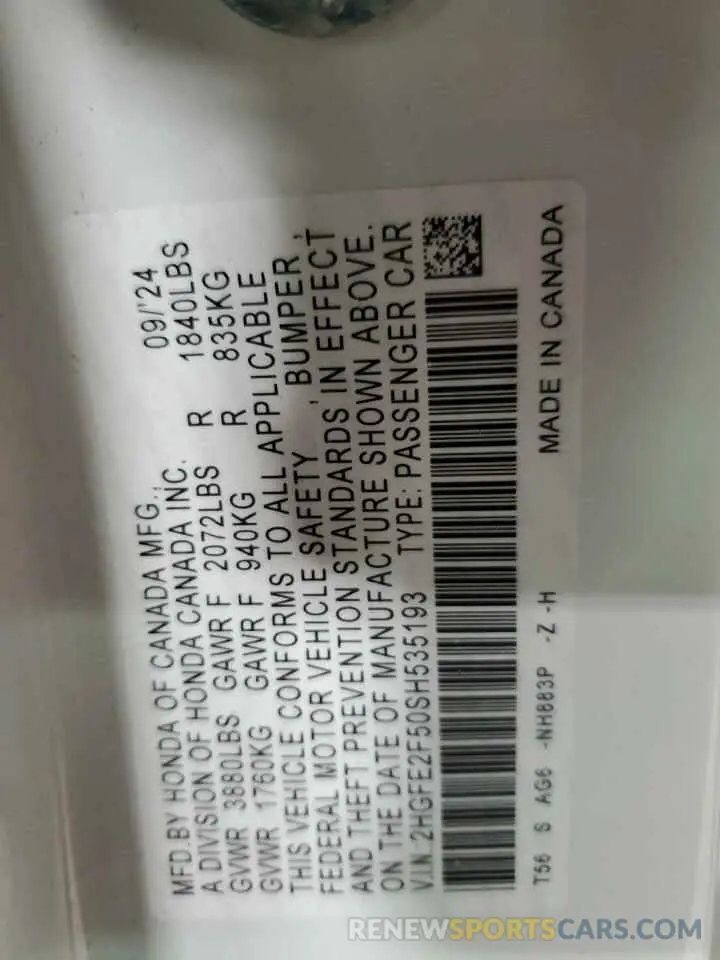 MFD.BY HONDA OF CANADA MFG., 09/'24
A DIVISION OF HONDA CANADA INC.
GVWR 3880LBS GAWR F 2072LBS R 1840LBS
GVWR 1760KG GAWR F 940KG R 835KG
THIS VEHICLE CONFORMS TO ALL APPLICABLE
FEDERAL MOTOR VEHICLE SAFETY , BUMPER ,
AND THEFT PREVENTION STANDARDS IN EFFECT
ON THE DATE OF MANUFACTURE SHOWN ABOVE.
V.I.N. 2HGFE2F50SH535193 TYPE: PASSENGER CAR
T56 S AG6 -NH883P -Z -H MADE IN CANADA
RENEWSPORTSCARS.COM